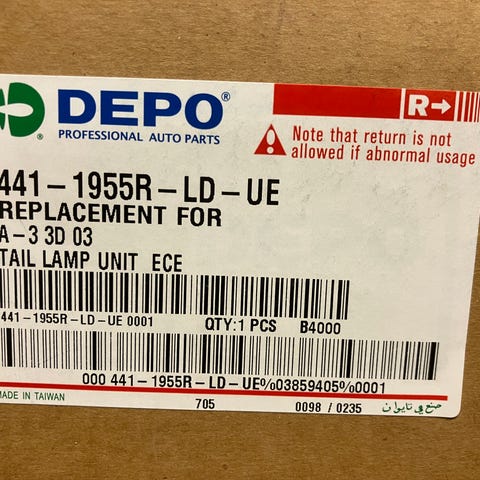 DEPO®
PROFESSIONAL AUTO PARTS
®
R→
Note that return is not
allowed if abnormal usage
441-1955R-LD-UE
REPLACEMENT FOR
A-3 3D 03
TAIL LAMP UNIT ECE
441-1955R-LD-UE 0001 QTY:1 PCS B4000
000 441-1955R-LD-UE%03859405%0001
MADE IN TAIWAN 705 0098 / 0235 صنع في تايوان